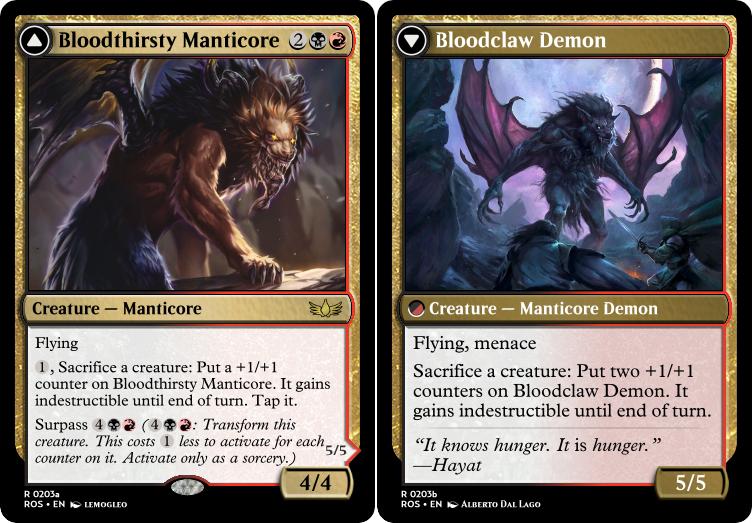 Bloodthirsty Manticore 2
Creature — Manticore
Flying
1, Sacrifice a creature: Put a +1/+1
counter on Bloodthirsty Manticore. It gains
indestructible until end of turn. Tap it.
Surpass 4 (4: Transform this
creature. This costs 1 less to activate for each
counter on it. Activate only as a sorcery.)
5/5
4/4
R 0203a
ROS • EN LEMOGLEO
Bloodclaw Demon
Creature — Manticore Demon
Flying, menace
Sacrifice a creature: Put two +1/+1
counters on Bloodclaw Demon. It
gains indestructible until end of turn.
“It knows hunger. It is hunger.”
—Hayat
5/5
R 0203b
ROS • EN ALBERTO DAL LAGO